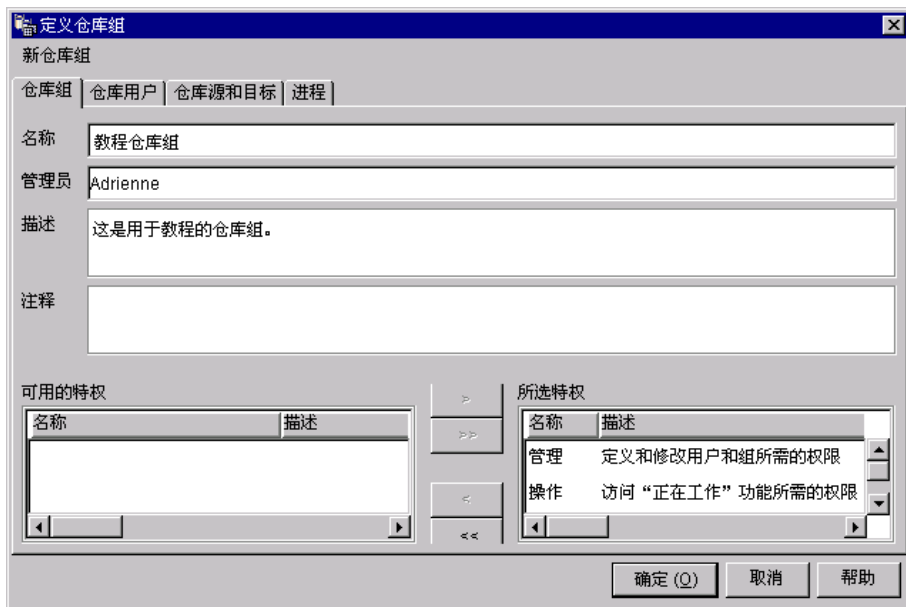 定义仓库组
新仓库组
仓库组 仓库用户 仓库源和目标 进程
名称 教程仓库组
管理员 Adrienne
描述 这是用于教程的仓库组。
注释
可用的特权
名称 描述
>
>>
<
<<
所选特权
名称 描述
管理 定义和修改用户和组所需的权限
操作 访问“正在工作”功能所需的权限
确定 (O) 取消 帮助